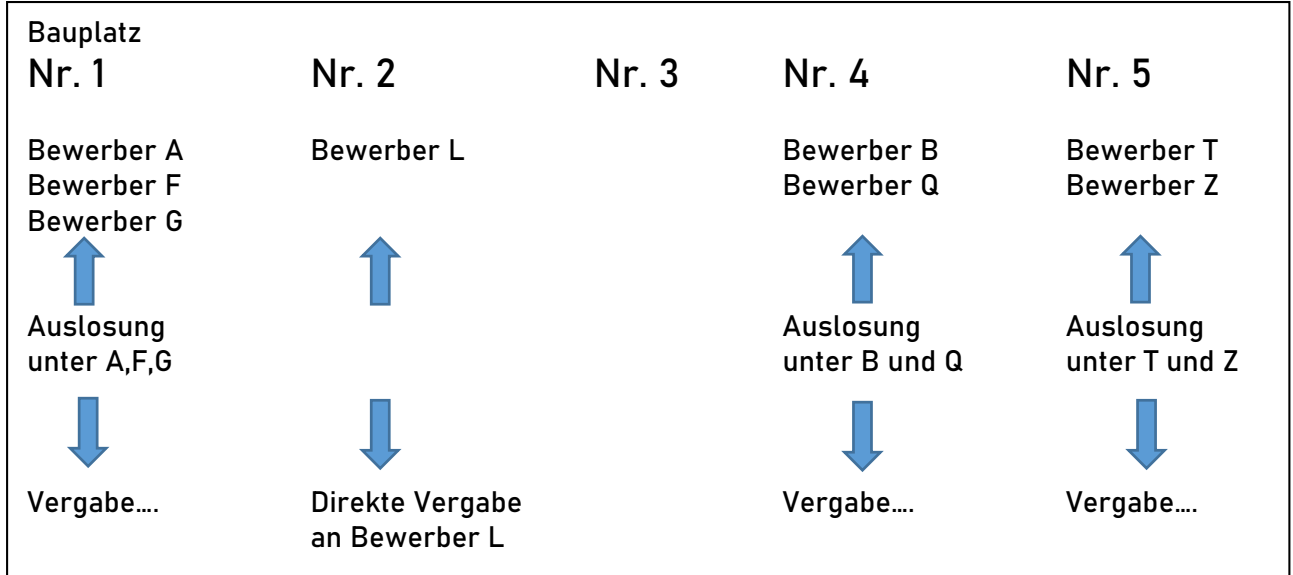 Bauplatz
Nr. 1 Nr. 2 Nr. 3 Nr. 4 Nr. 5
Bewerber A Bewerber L Bewerber B Bewerber T
Bewerber F Bewerber Q Bewerber Z
Bewerber G
Auslosung Auslosung Auslosung
unter A,F,G unter B und Q unter T und Z
Vergabe.... Direkte Vergabe Vergabe.... Vergabe....
an Bewerber L